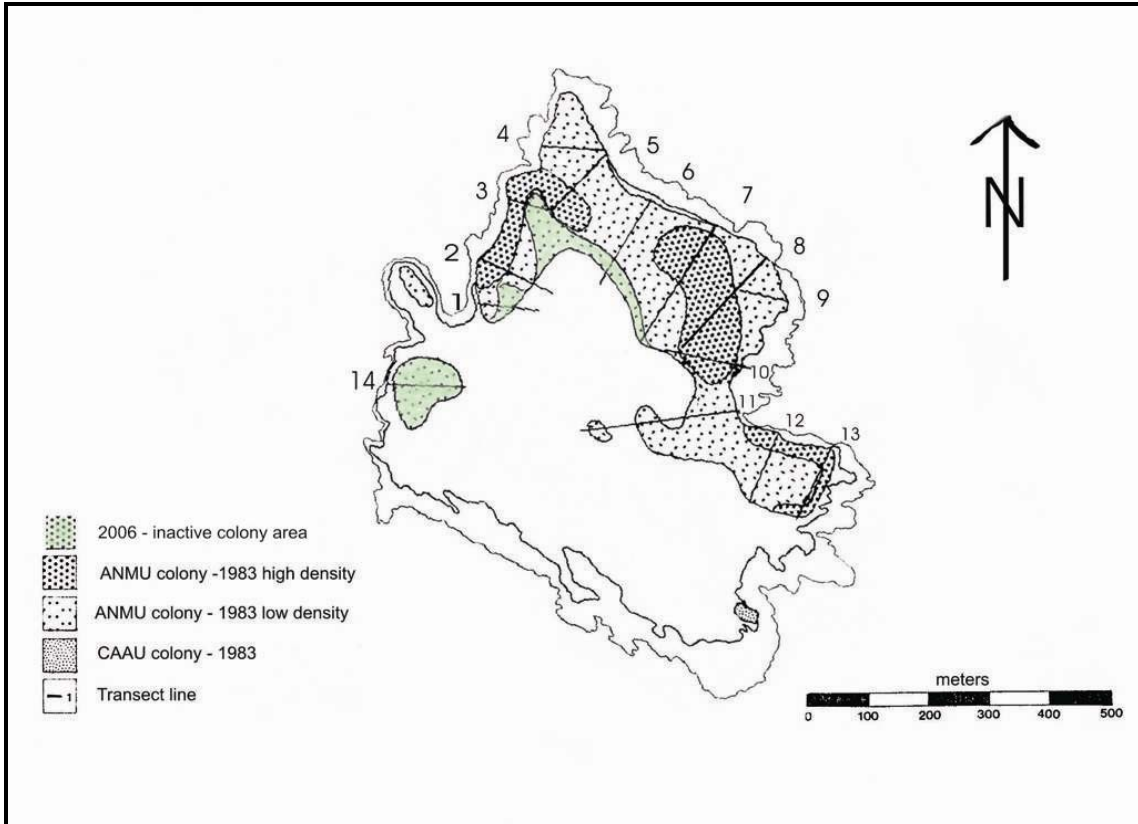 4
5
6
3
7
2
8
1
9
14
10
11
12
13
N
2006 - inactive colony area
ANMU colony -1983 high density
ANMU colony - 1983 low density
CAAU colony - 1983
1 Transect line
meters
0 100 200 300 400 500